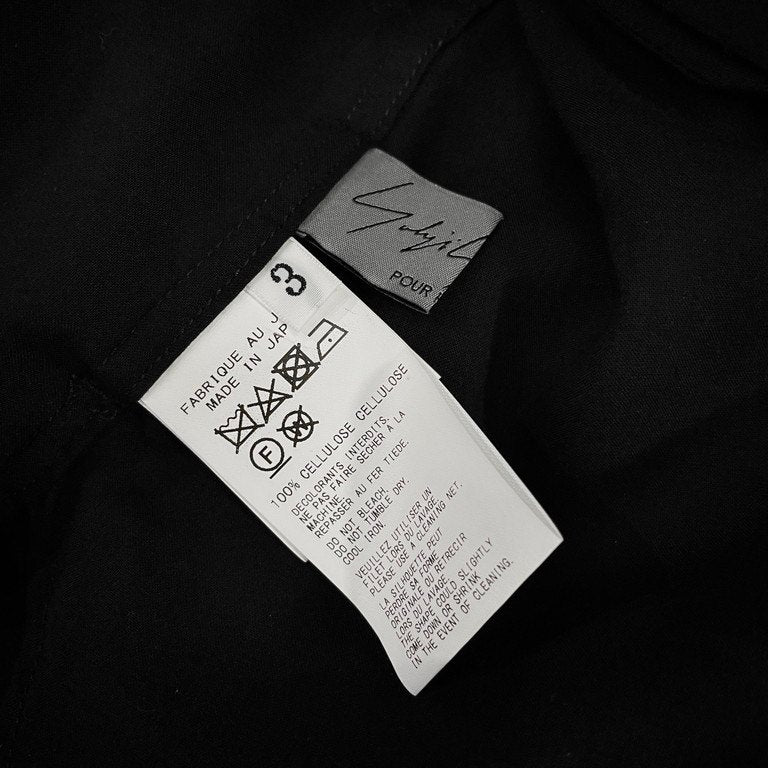 POUR
3
FABRIQUE AU J
MADE IN JAP
F
W
100% CELLULOSE CELLULOSE
DECOLORANTS INTERDITS.
NE PAS FAIRE SECHER A LA
MACHINE.
REPASSER AU FER TIEDE.
DO NOT BLEACH.
DO NOT TUMBLE DRY.
COOL IRON.
VEUILLEZ UTILISER UN
FILET LORS DU LAVAGE.
PLEASE USE A CLEANING NET.
LA SILHOUETTE PEUT
PERDRE SA FORME
ORIGINALE OU RETRECIR
LORS DU LAVAGE.
THE SHAPE COULD SLIGHTLY
COME DOWN OR SHRINK
IN THE EVENT OF CLEANING.